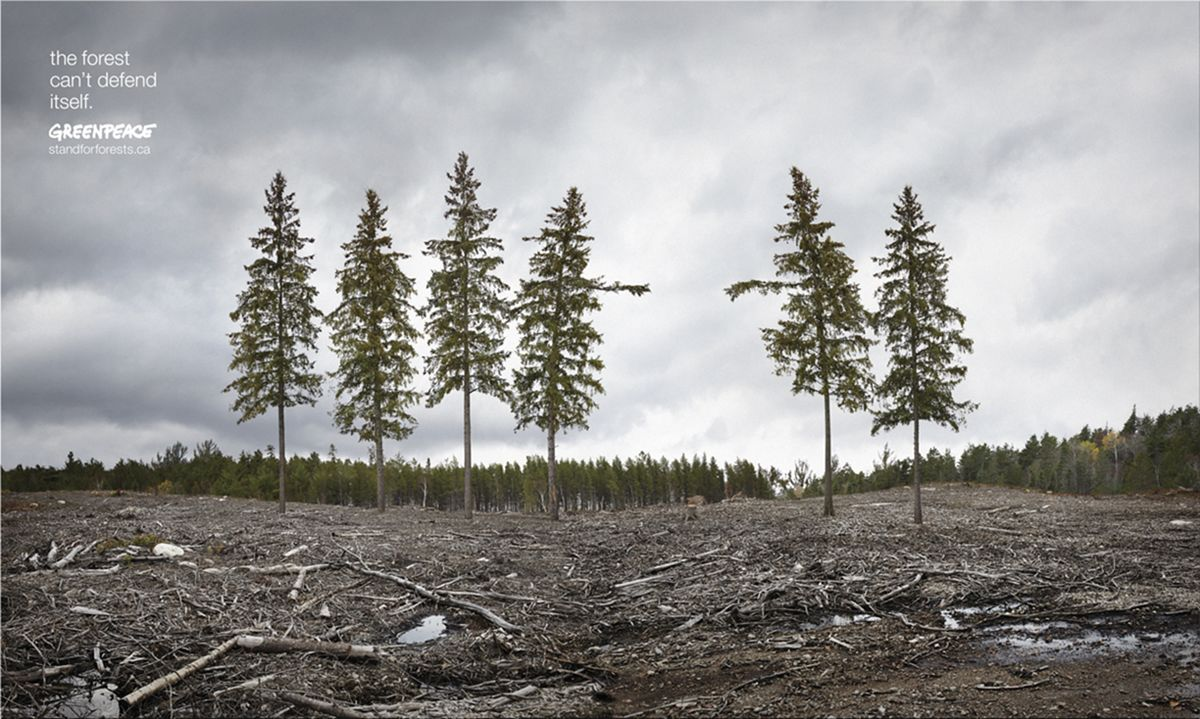 the forest
can't defend
itself.
GREENPEACE
standforforests.ca